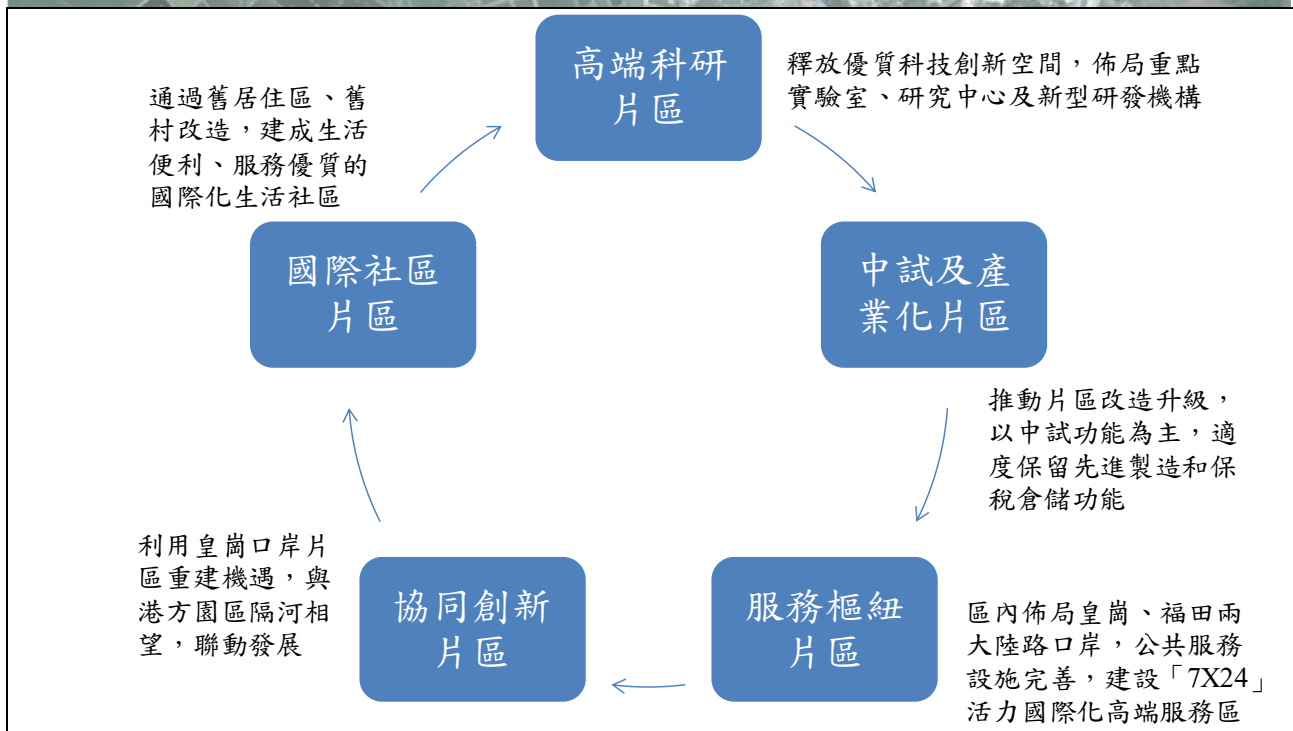 高端科研
片區
釋放優質科技創新空間，佈局重點
實驗室、研究中心及新型研發機構
中試及產
業化片區
推動片區改造升級，
以中試功能為主，適
度保留先進製造和保
稅倉儲功能
服務樞紐
片區
區內佈局皇崗、福田兩
大陸路口岸，公共服務
設施完善，建設「7X24」
活力國際化高端服務區
協同創新
片區
利用皇崗口岸片
區重建機遇，與
港方園區隔河相
望，聯動發展
國際社區
片區
通過舊居住區、舊
村改造，建成生活
便利、服務優質的
國際化生活社區